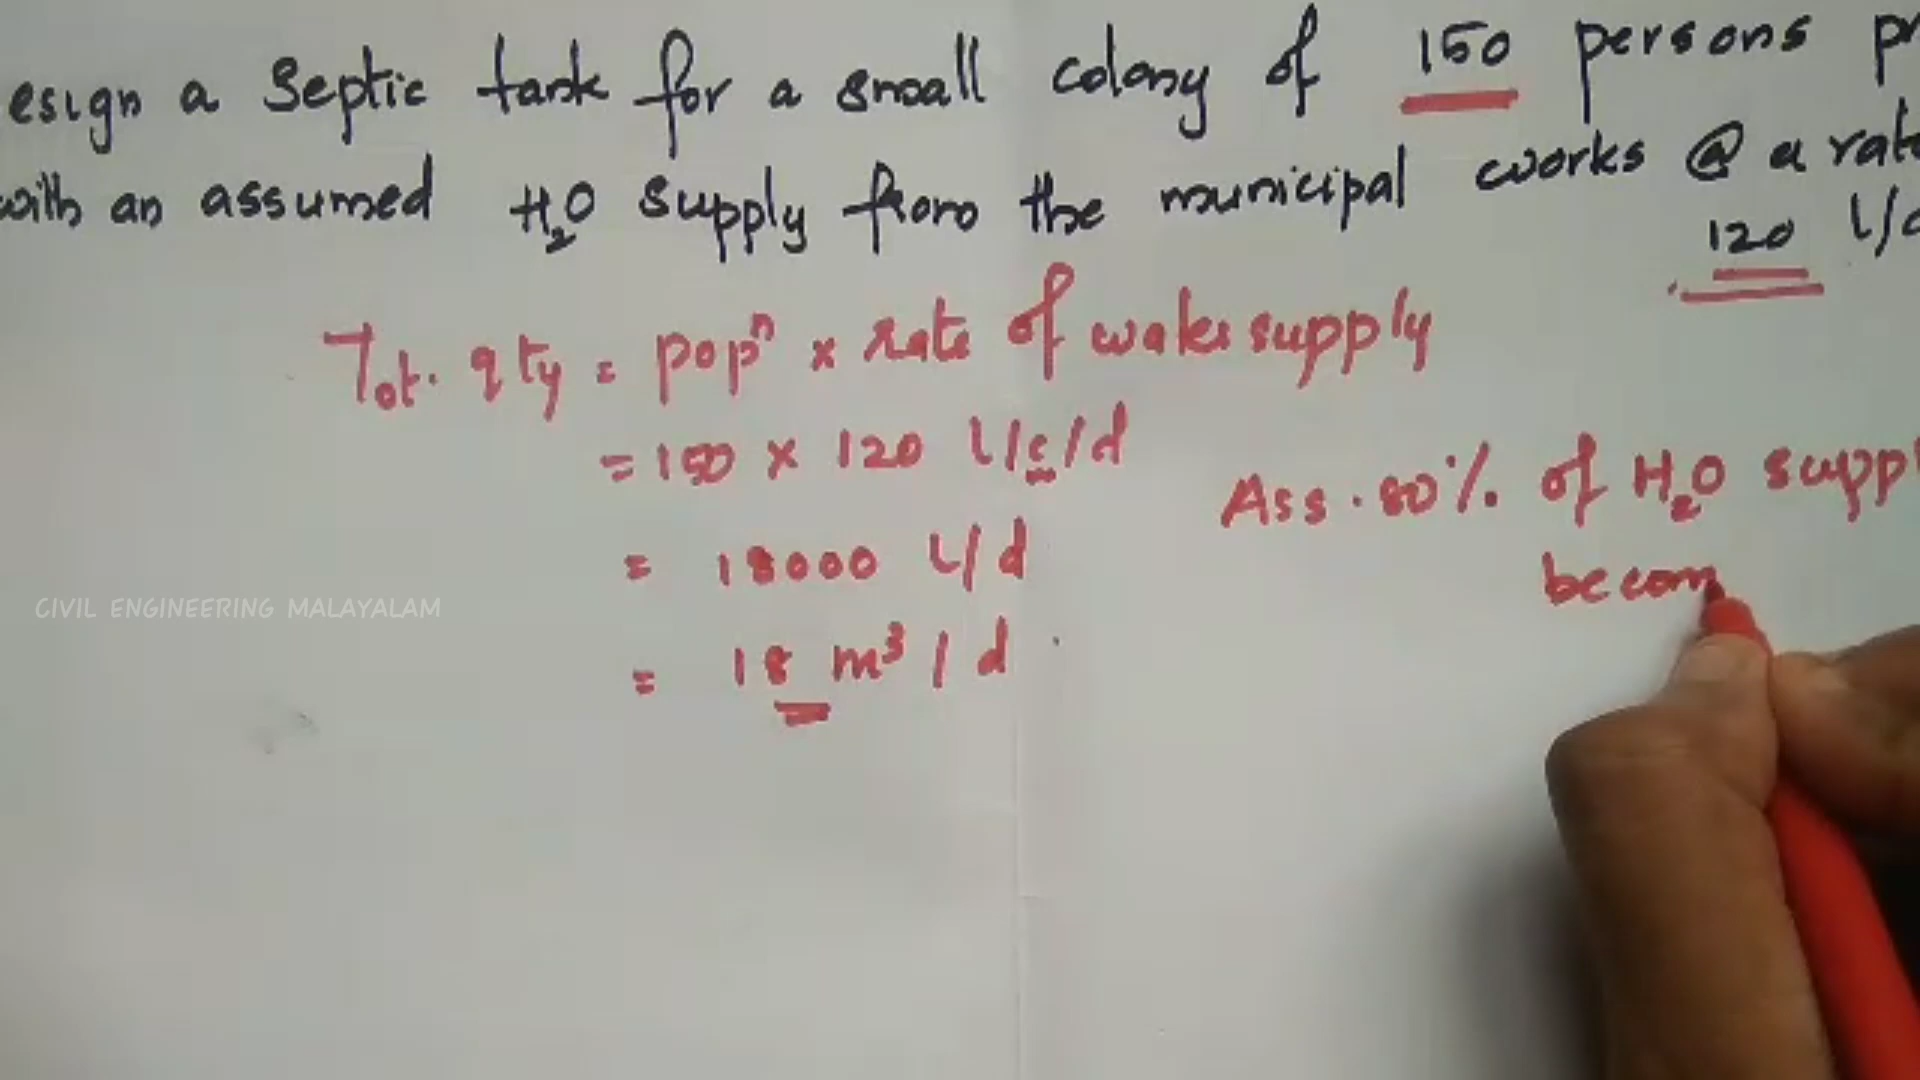 esign a Septic tank for a small colony of 150 persons pr
with an assumed H₂O supply from the municipal works @ a rate
120 l/c
Tot. qty = popⁿ × rate of water supply
= 150 × 120 l/c/d
Ass. 80% of H₂O suppl
= 18000 l/d
becom
CIVIL ENGINEERING MALAYALAM
= 18 m³ / d